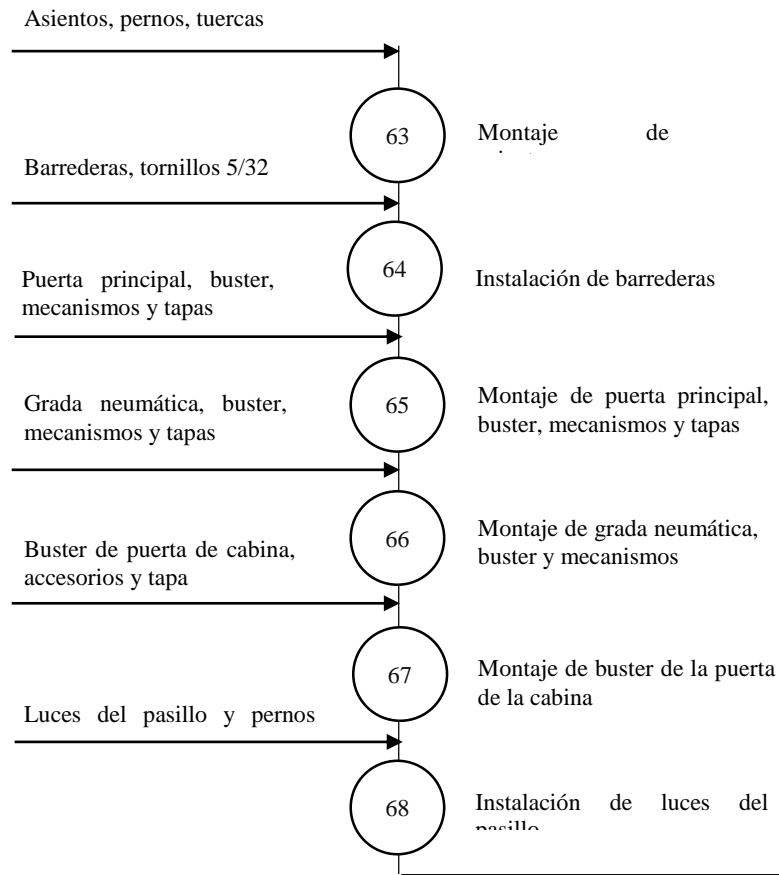 Asientos, pernos, tuercas
63
Montaje de
Barrederas, tornillos 5/32
64
Instalación de barrederas
Puerta principal, buster,
mecanismos y tapas
65
Montaje de puerta principal,
buster, mecanismos y tapas
Grada neumática, buster,
mecanismos y tapas
66
Montaje de grada neumática,
buster y mecanismos
Buster de puerta de cabina,
accesorios y tapa
67
Montaje de buster de la puerta
de la cabina
Luces del pasillo y pernos
68
Instalación de luces del
pasillo